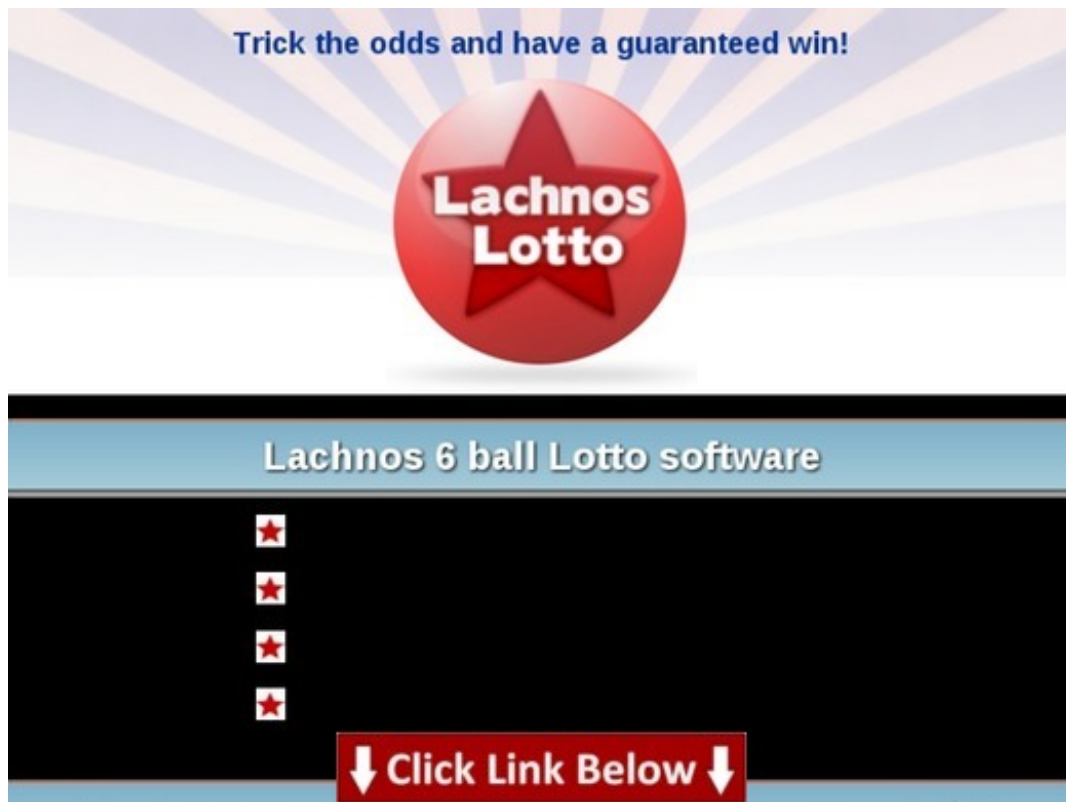 Trick the odds and have a guaranteed win!
Lachnos
Lotto
Lachnos 6 ball Lotto software
Click Link Below